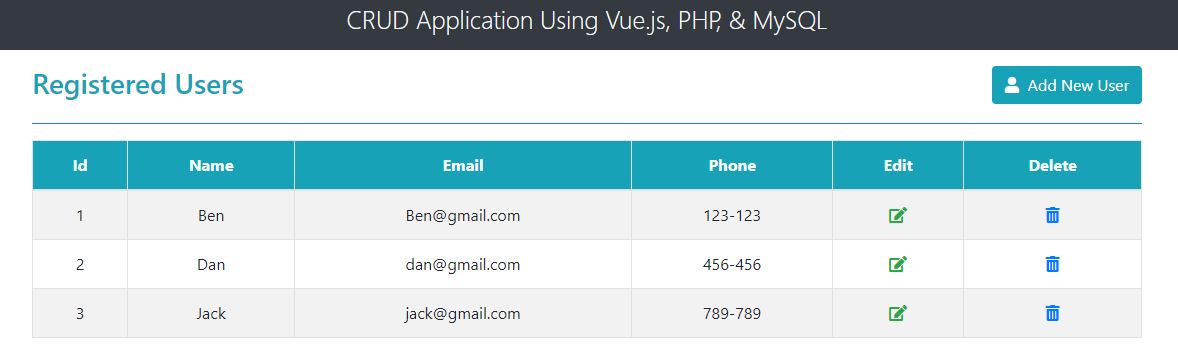 CRUD Application Using Vue.js, PHP, & MySQL
Registered Users
Add New User
Id Name Email Phone Edit Delete
1 Ben Ben@gmail.com 123-123
2 Dan dan@gmail.com 456-456
3 Jack jack@gmail.com 789-789